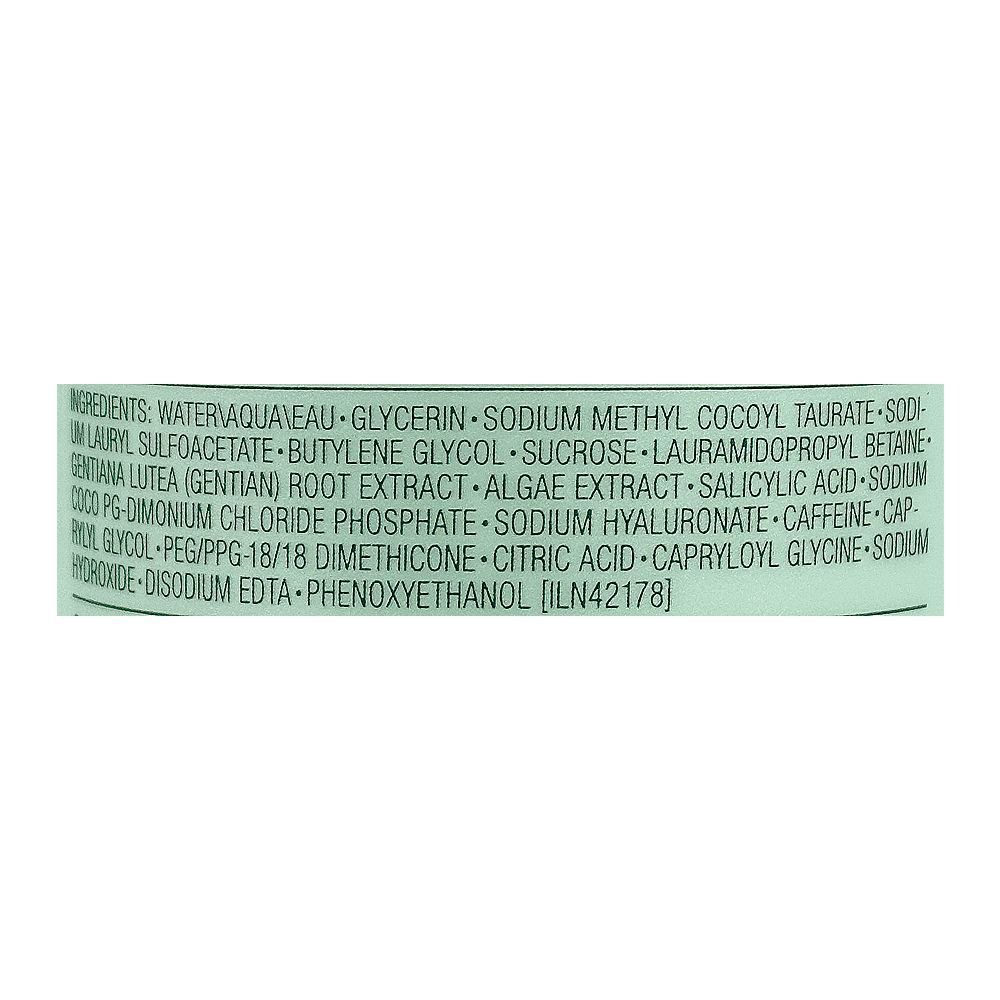 INGREDIENTS: WATER\AQUA\EAU • GLYCERIN • SODIUM METHYL COCOYL TAURATE • SODI-
UM LAURYL SULFOACETATE • BUTYLENE GLYCOL • SUCROSE • LAURAMIDOPROPYL BETAINE •
GENTIANA LUTEA (GENTIAN) ROOT EXTRACT • ALGAE EXTRACT • SALICYLIC ACID • SODIUM
COCO PG-DIMONIUM CHLORIDE PHOSPHATE • SODIUM HYALURONATE • CAFFEINE • CAP-
RYLYL GLYCOL • PEG/PPG-18/18 DIMETHICONE • CITRIC ACID • CAPRYLOYL GLYCINE • SODIUM
HYDROXIDE • DISODIUM EDTA • PHENOXYETHANOL [ILN42178]